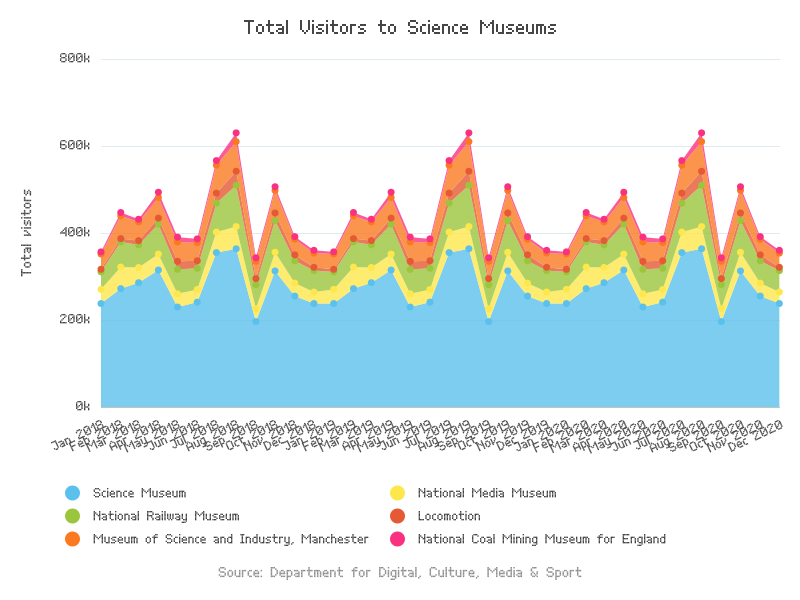 Total Visitors to Science Museums
800k
600k
400k
200k
0k
Total visitors
Jan 2018
Feb 2018
Mar 2018
Apr 2018
May 2018
Jun 2018
Jul 2018
Aug 2018
Sep 2018
Oct 2018
Nov 2018
Dec 2018
Jan 2019
Feb 2019
Mar 2019
Apr 2019
May 2019
Jun 2019
Jul 2019
Aug 2019
Sep 2019
Oct 2019
Nov 2019
Dec 2019
Jan 2020
Feb 2020
Mar 2020
Apr 2020
May 2020
Jun 2020
Jul 2020
Aug 2020
Sep 2020
Oct 2020
Nov 2020
Dec 2020
Science Museum
National Media Museum
National Railway Museum
Locomotion
Museum of Science and Industry, Manchester
National Coal Mining Museum for England
Source: Department for Digital, Culture, Media & Sport